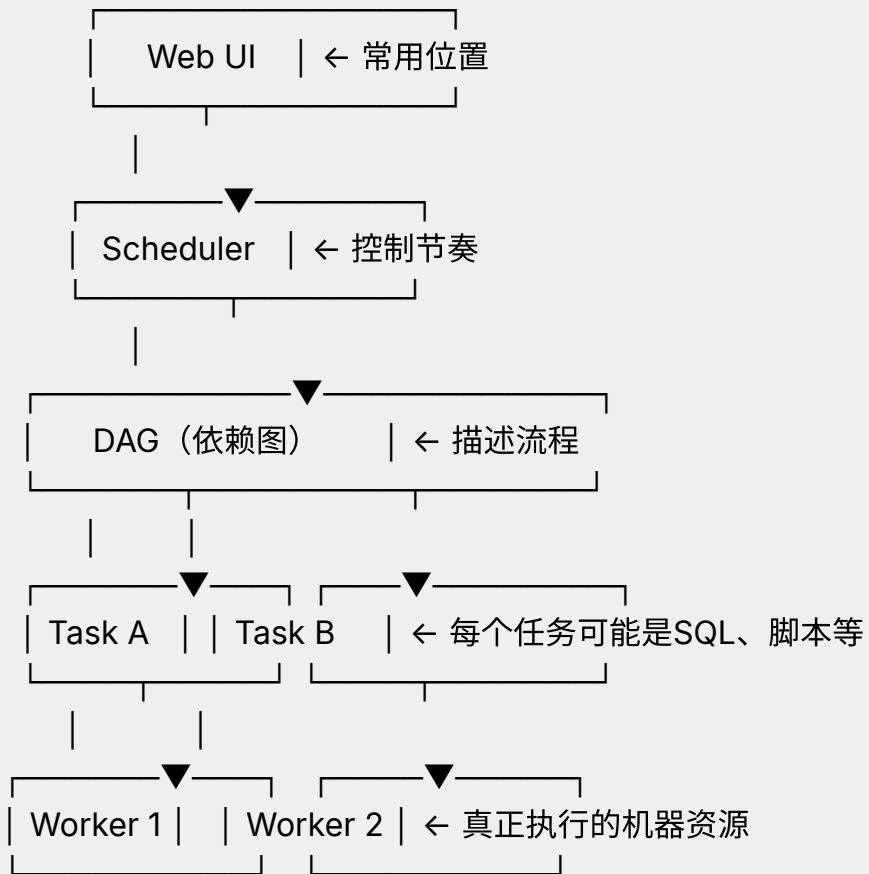 Web UI ← 常用位置
Scheduler ← 控制节奏
DAG（依赖图） ← 描述流程
Task A Task B ← 每个任务可能是SQL、脚本等
Worker 1 Worker 2 ← 真正执行的机器资源